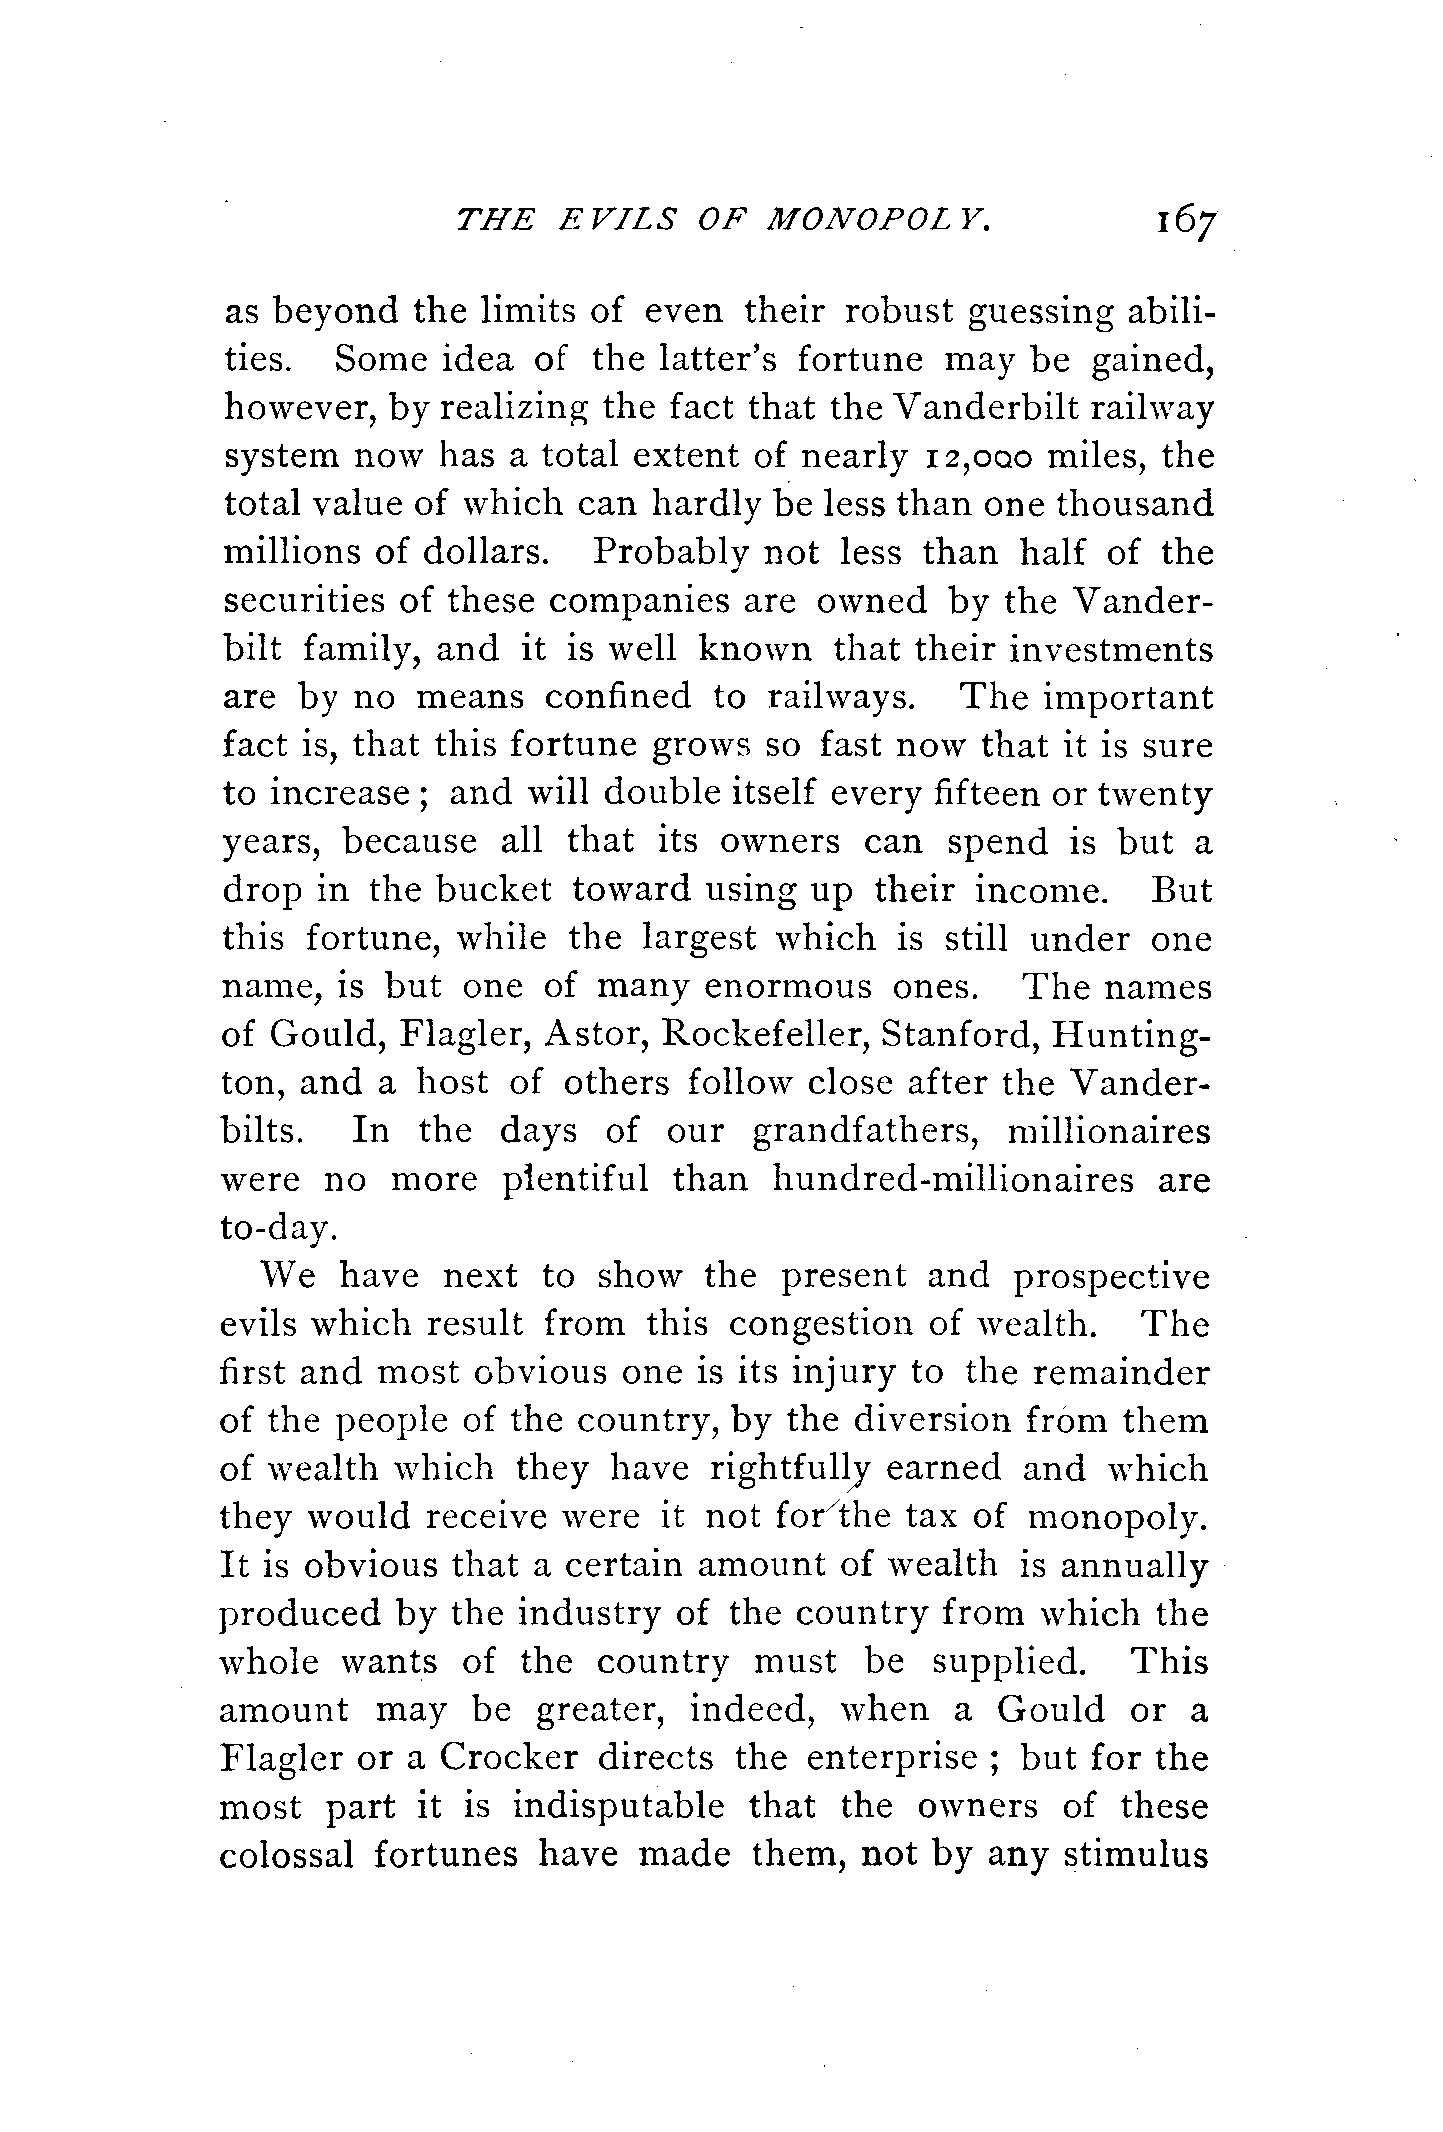 THE EVILS OF MONOPOLY. 167
as beyond the limits of even their robust guessing abili-
ties. Some idea of the latter's fortune may be gained,
however, by realizing the fact that the Vanderbilt railway
system now has a total extent of nearly 12,000 miles, the
total value of which can hardly be less than one thousand
millions of dollars. Probably not less than half of the
securities of these companies are owned by the Vander-
bilt family, and it is well known that their investments
are by no means confined to railways. The important
fact is, that this fortune grows so fast now that it is sure
to increase ; and will double itself every fifteen or twenty
years, because all that its owners can spend is but a
drop in the bucket toward using up their income. But
this fortune, while the largest which is still under one
name, is but one of many enormous ones. The names
of Gould, Flagler, Astor, Rockefeller, Stanford, Hunting-
ton, and a host of others follow close after the Vander-
bilts. In the days of our grandfathers, millionaires
were no more plentiful than hundred-millionaires are
to-day.
We have next to show the present and prospective
evils which result from this congestion of wealth. The
first and most obvious one is its injury to the remainder
of the people of the country, by the diversion from them
of wealth which they have rightfully earned and which
they would receive were it not for the tax of monopoly.
It is obvious that a certain amount of wealth is annually
produced by the industry of the country from which the
whole wants of the country must be supplied. This
amount may be greater, indeed, when a Gould or a
Flagler or a Crocker directs the enterprise ; but for the
most part it is indisputable that the owners of these
colossal fortunes have made them, not by any stimulus